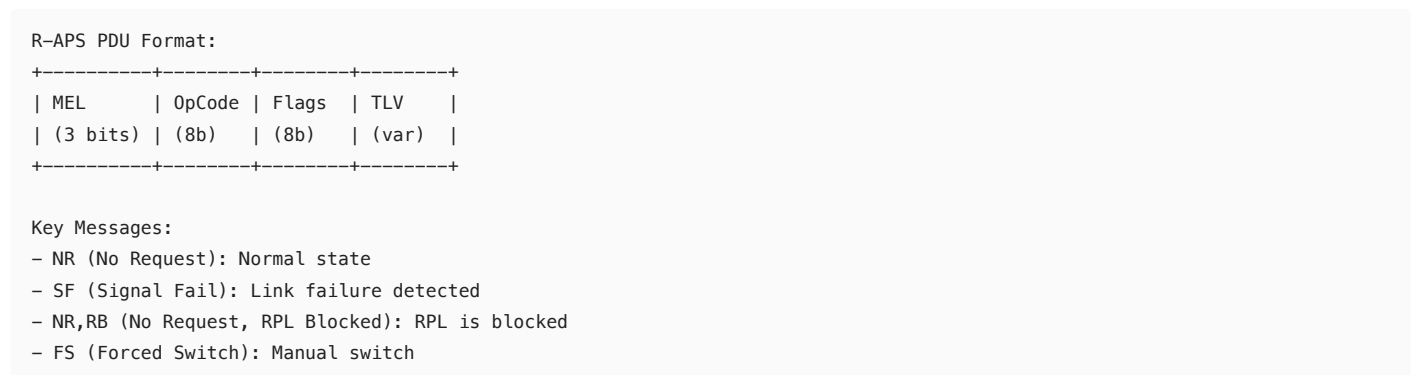 R-APS PDU Format:
+----------+--------+--------+--------+
| MEL      | OpCode | Flags  | TLV    |
| (3 bits) | (8b)   | (8b)   | (var)  |
+----------+--------+--------+--------+

Key Messages:
- NR (No Request): Normal state
- SF (Signal Fail): Link failure detected
- NR,RB (No Request, RPL Blocked): RPL is blocked
- FS (Forced Switch): Manual switch